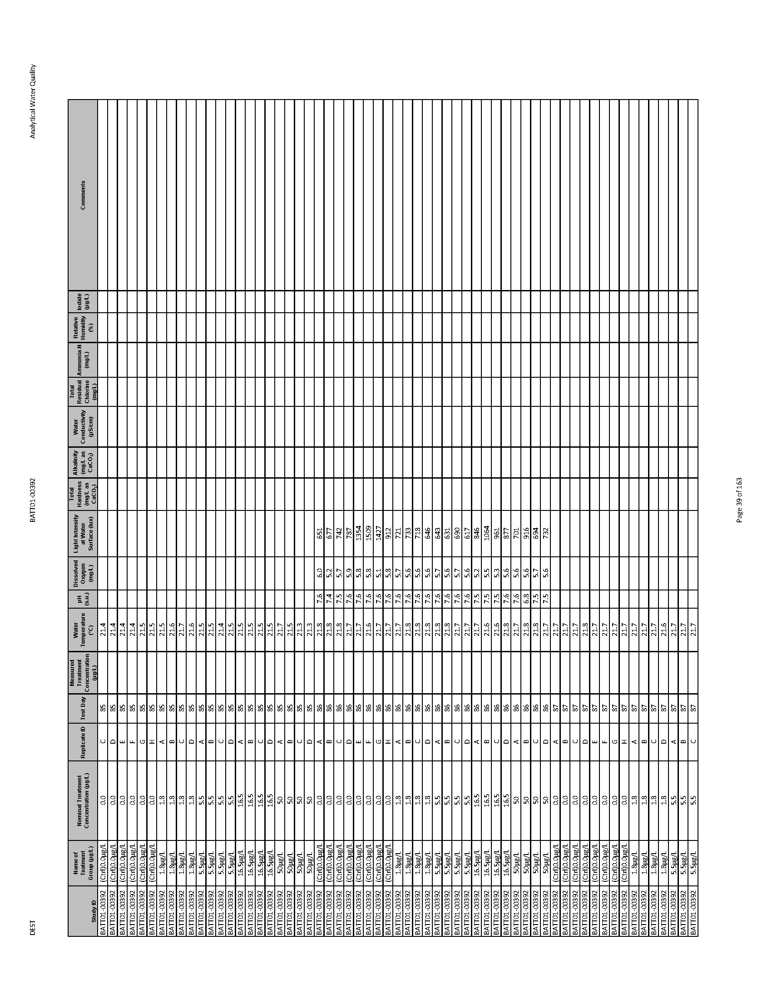 DEST BATT01-00392 Analytical Water Quality
Study ID Name of Teatment Group (µg/L) Nominal Treatment Concentration (µg/L) Replicate ID Test Day Measured Treatment Concentration (µg/L) Water Temperature (°C) pH (s.u.) Dissolved Oxygen (mg/L) Light Intensity at Water Surface (lux) Total Hardness (mg/L as CaCO₃) Alkalinity (mg/L as CaCO₃) Water Conductivity (µS/cm) Total Residual Chlorine (mg/L) Ammonia-N (mg/L) Relative Humidity (%) Iodide (µg/L) Comments
BATT01-00392 (Ctrl)0.0µg/L 0.0 C 85 21.4
BATT01-00392 (Ctrl)0.0µg/L 0.0 D 85 21.4
BATT01-00392 (Ctrl)0.0µg/L 0.0 E 85 21.4
BATT01-00392 (Ctrl)0.0µg/L 0.0 F 85 21.4
BATT01-00392 (Ctrl)0.0µg/L 0.0 G 85 21.5
BATT01-00392 (Ctrl)0.0µg/L 0.0 H 85 21.5
BATT01-00392 1.8µg/L 1.8 A 85 21.5
BATT01-00392 1.8µg/L 1.8 B 85 21.6
BATT01-00392 1.8µg/L 1.8 C 85 21.7
BATT01-00392 1.8µg/L 1.8 D 85 21.6
BATT01-00392 5.5µg/L 5.5 A 85 21.5
BATT01-00392 5.5µg/L 5.5 B 85 21.5
BATT01-00392 5.5µg/L 5.5 C 85 21.4
BATT01-00392 5.5µg/L 5.5 D 85 21.5
BATT01-00392 16.5µg/L 16.5 A 85 21.5
BATT01-00392 16.5µg/L 16.5 B 85 21.5
BATT01-00392 16.5µg/L 16.5 C 85 21.5
BATT01-00392 16.5µg/L 16.5 D 85 21.5
BATT01-00392 50µg/L 50 A 85 21.7
BATT01-00392 50µg/L 50 B 85 21.5
BATT01-00392 50µg/L 50 C 85 21.3
BATT01-00392 50µg/L 50 D 85 21.3
BATT01-00392 (Ctrl)0.0µg/L 0.0 A 86 21.8 7.6 6.0 651
BATT01-00392 (Ctrl)0.0µg/L 0.0 B 86 21.8 7.4 5.2 677
BATT01-00392 (Ctrl)0.0µg/L 0.0 C 86 21.8 7.5 5.7 742
BATT01-00392 (Ctrl)0.0µg/L 0.0 D 86 21.7 7.6 5.9 787
BATT01-00392 (Ctrl)0.0µg/L 0.0 E 86 21.7 7.6 5.8 1354
BATT01-00392 (Ctrl)0.0µg/L 0.0 F 86 21.6 7.6 5.8 1509
BATT01-00392 (Ctrl)0.0µg/L 0.0 G 86 21.7 7.6 5.1 1427
BATT01-00392 (Ctrl)0.0µg/L 0.0 H 86 21.7 7.6 5.8 912
BATT01-00392 1.8µg/L 1.8 A 86 21.7 7.6 5.7 721
BATT01-00392 1.8µg/L 1.8 B 86 21.8 7.6 5.6 733
BATT01-00392 1.8µg/L 1.8 C 86 21.8 7.6 5.6 718
BATT01-00392 1.8µg/L 1.8 D 86 21.8 7.6 5.6 646
BATT01-00392 5.5µg/L 5.5 A 86 21.8 7.6 5.7 643
BATT01-00392 5.5µg/L 5.5 B 86 21.8 7.6 5.6 631
BATT01-00392 5.5µg/L 5.5 C 86 21.7 7.6 5.7 690
BATT01-00392 5.5µg/L 5.5 D 86 21.7 7.6 5.6 617
BATT01-00392 16.5µg/L 16.5 A 86 21.7 7.5 5.2 846
BATT01-00392 16.5µg/L 16.5 B 86 21.6 7.5 5.5 1064
BATT01-00392 16.5µg/L 16.5 C 86 21.6 7.5 5.3 961
BATT01-00392 16.5µg/L 16.5 D 86 21.8 7.6 5.6 877
BATT01-00392 50µg/L 50 A 86 21.7 7.6 5.6 701
BATT01-00392 50µg/L 50 B 86 21.8 6.8 5.6 916
BATT01-00392 50µg/L 50 C 86 21.8 7.5 5.7 694
BATT01-00392 50µg/L 50 D 86 21.7 7.5 5.6 732
BATT01-00392 (Ctrl)0.0µg/L 0.0 A 87 21.7
BATT01-00392 (Ctrl)0.0µg/L 0.0 B 87 21.7
BATT01-00392 (Ctrl)0.0µg/L 0.0 C 87 21.7
BATT01-00392 (Ctrl)0.0µg/L 0.0 D 87 21.8
BATT01-00392 (Ctrl)0.0µg/L 0.0 E 87 21.7
BATT01-00392 (Ctrl)0.0µg/L 0.0 F 87 21.7
BATT01-00392 (Ctrl)0.0µg/L 0.0 G 87 21.7
BATT01-00392 (Ctrl)0.0µg/L 0.0 H 87 21.7
BATT01-00392 1.8µg/L 1.8 A 87 21.7
BATT01-00392 1.8µg/L 1.8 B 87 21.7
BATT01-00392 1.8µg/L 1.8 C 87 21.7
BATT01-00392 1.8µg/L 1.8 D 87 21.6
BATT01-00392 5.5µg/L 5.5 A 87 21.7
BATT01-00392 5.5µg/L 5.5 B 87 21.7
BATT01-00392 5.5µg/L 5.5 C 87 21.7
Page 39 of 163